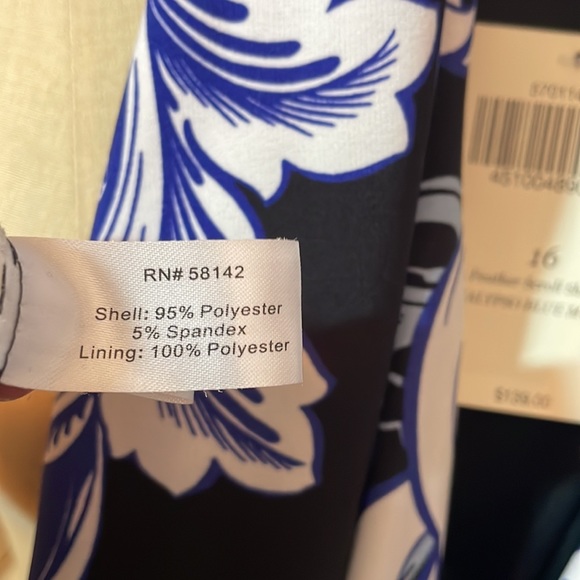 RN# 58142
Shell: 95% Polyester
5% Spandex
Lining: 100% Polyester
16
$139.00